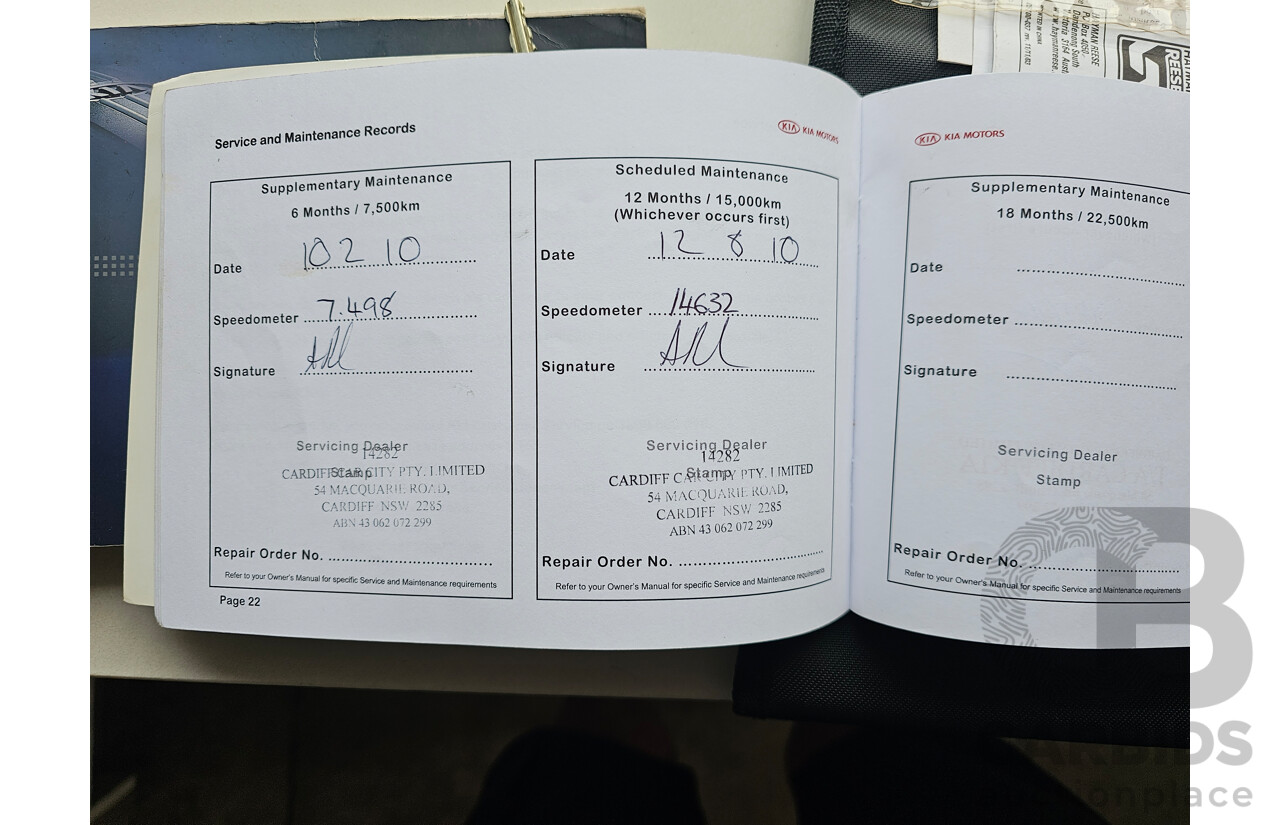 Service and Maintenance Records
KIA KIA MOTORS
Supplementary Maintenance
6 Months / 7,500km
Date 10 2 10
Speedometer 7.498
Signature
Servicing Dealer
Stamp
14282
CARDIFF CAR CITY PTY. LIMITED
54 MACQUARIE ROAD,
CARDIFF NSW 2285
ABN 43 062 072 299
Repair Order No.
Refer to your Owner's Manual for specific Service and Maintenance requirements
Page 22
Scheduled Maintenance
12 Months / 15,000km
(Whichever occurs first)
Date 12 8 10
Speedometer 14632
Signature
Servicing Dealer
Stamp
14282
CARDIFF CAR CITY PTY. LIMITED
54 MACQUARIE ROAD,
CARDIFF NSW 2285
ABN 43 062 072 299
Repair Order No.
Refer to your Owner's Manual for specific Service and Maintenance requirements
KIA KIA MOTORS
Supplementary Maintenance
18 Months / 22,500km
Date
Speedometer
Signature
Servicing Dealer
Stamp
Repair Order No.
Refer to your Owner's Manual for specific Service and Maintenance requirements
HAYMAN REESE
Dandenong South